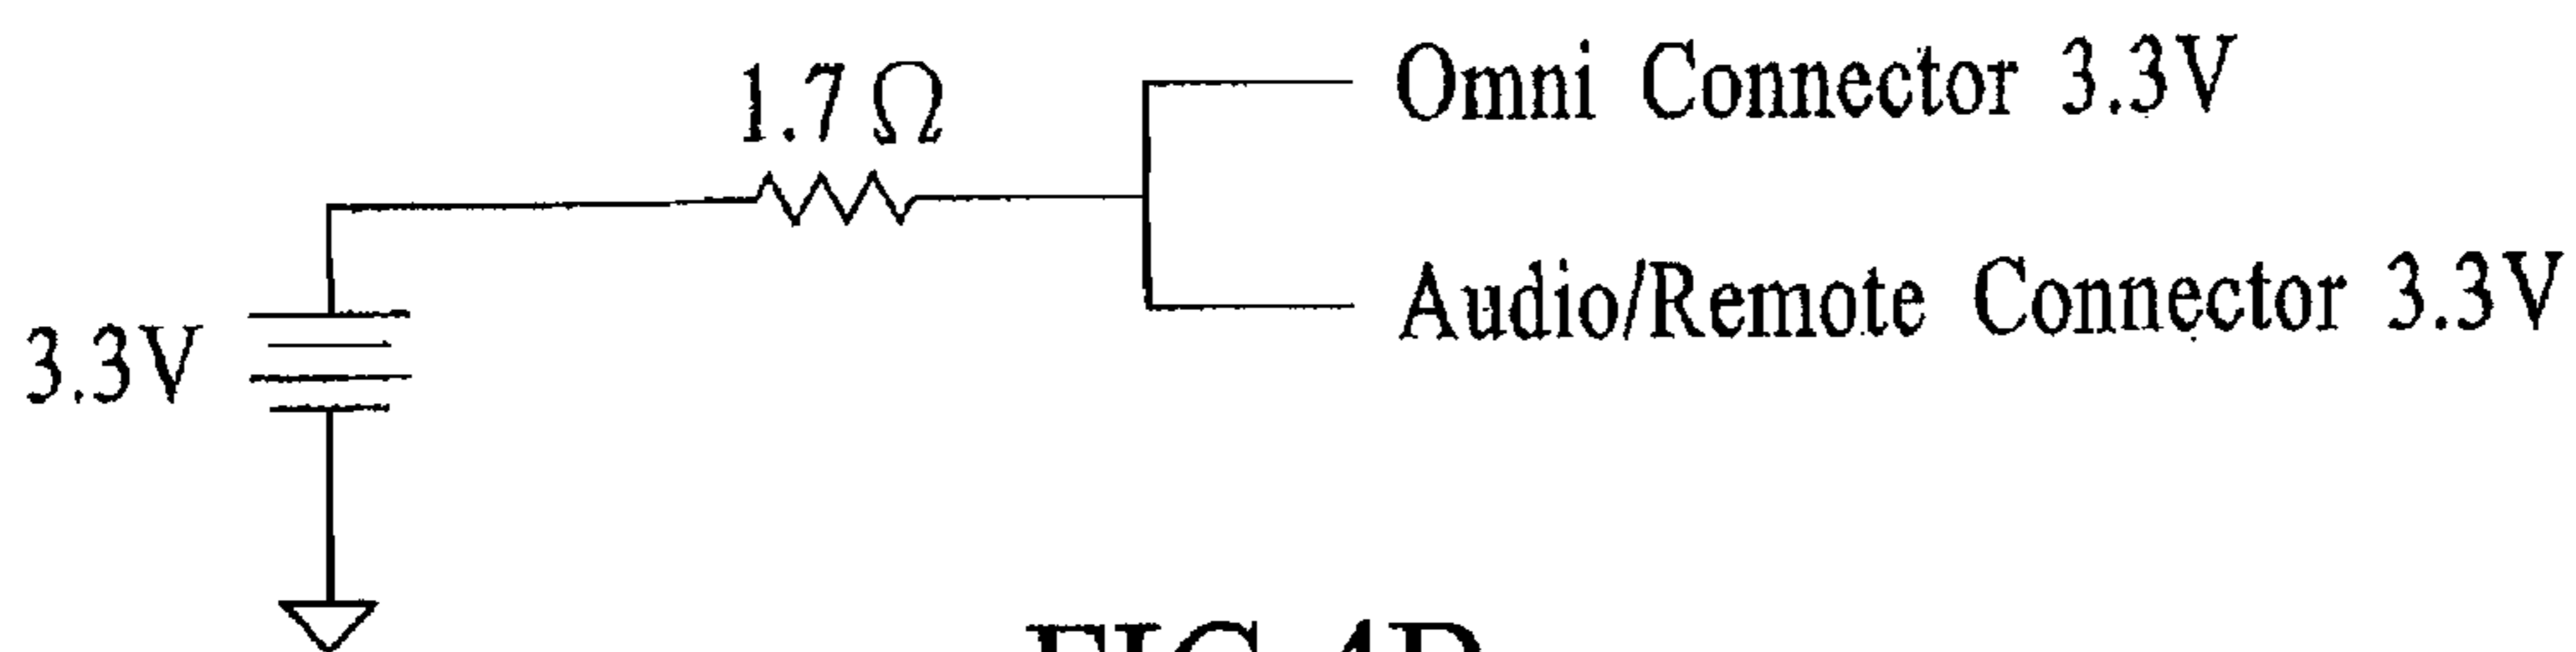 1.7 Ω
Omni Connector 3.3V
Audio/Remote Connector 3.3V
3.3V